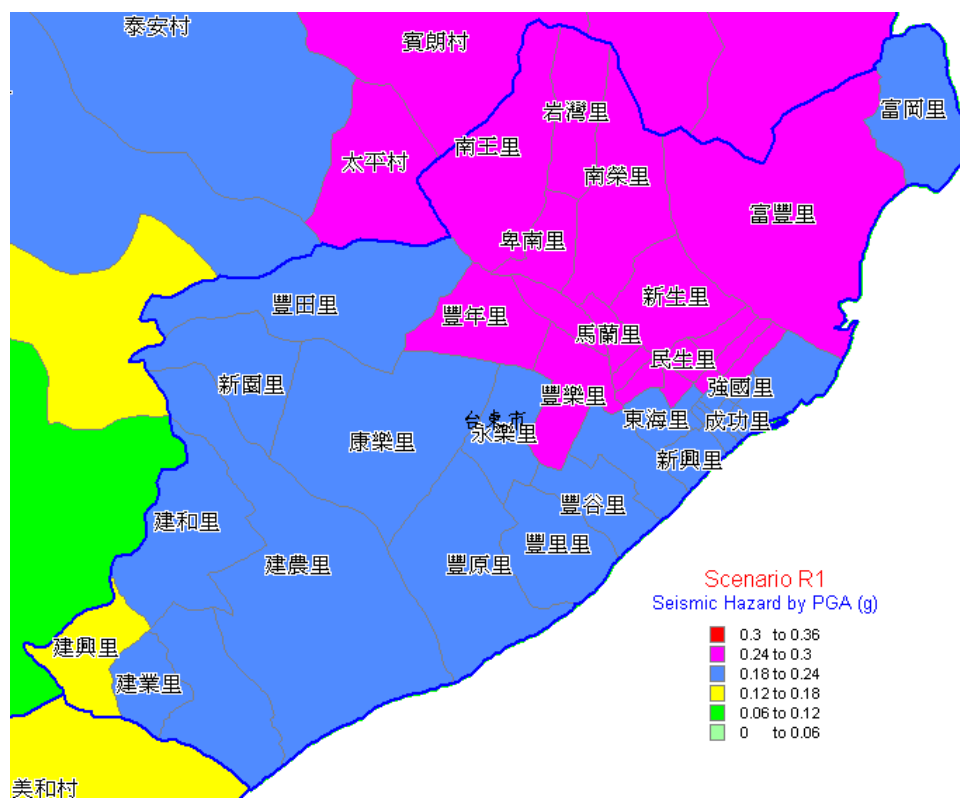 泰安村
賓朗村
富岡里
岩灣里
南王里
太平村
南榮里
富豐里
卑南里
新生里
豐田里
豐年里
馬蘭里
民生里
新園里
強國里
豐樂里
東海里
成功里
台東市
永樂里
康樂里
新興里
豐谷里
建和里
豐里里
建農里
豐原里
建興里
建業里
美和村
Scenario R1
Seismic Hazard by PGA (g)
0.3 to 0.36
0.24 to 0.3
0.18 to 0.24
0.12 to 0.18
0.06 to 0.12
0 to 0.06